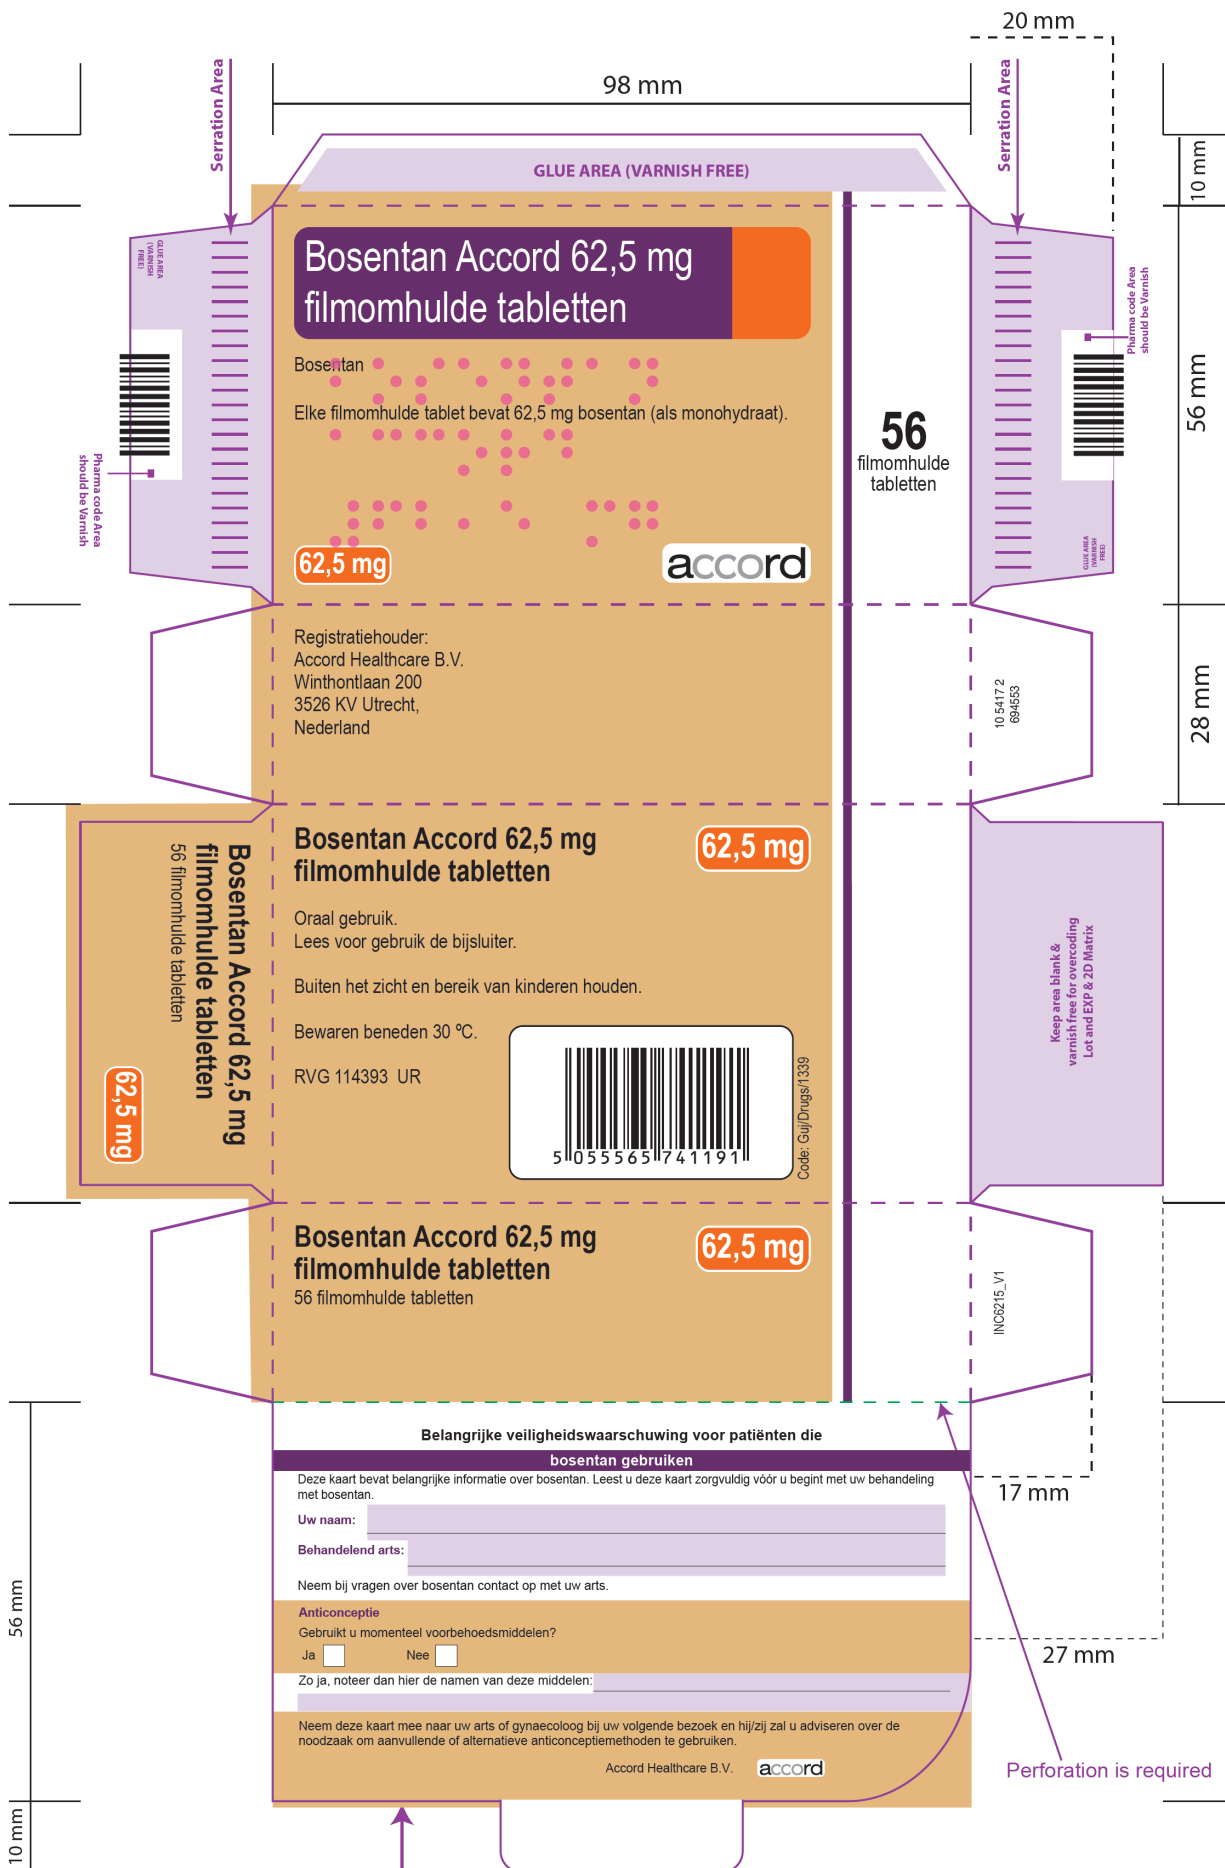 20 mm
98 mm
Serration Area
Serration Area
10 mm
GLUE AREA (VARNISH FREE)
GLUE AREA
(VARNISH
FREE)
Bosentan Accord 62,5 mg
filmomhulde tabletten
Pharma code Area
should be Varnish
Bosentan
Elke filmomhulde tablet bevat 62,5 mg bosentan (als monohydraat).
56
filmomhulde
tabletten
56 mm
Pharma code Area
should be Varnish
GLUE AREA
(VARNISH
FREE)
62,5 mg
accord
Registratiehouder:
Accord Healthcare B.V.
Winthontlaan 200
3526 KV Utrecht,
Nederland
10 5417 2
694553
28 mm
Bosentan Accord 62,5 mg
filmomhulde tabletten
56 filmomhulde tabletten
62,5 mg
Bosentan Accord 62,5 mg
filmomhulde tabletten
62,5 mg
Oraal gebruik.
Lees voor gebruik de bijsluiter.
Buiten het zicht en bereik van kinderen houden.
Bewaren beneden 30 ºC.
RVG 114393 UR
5 055565 741191
Code: Guj/Drugs/1339
Keep area blank &
varnish free for overcoding
Lot and EXP & 2D Matrix
Bosentan Accord 62,5 mg
filmomhulde tabletten
56 filmomhulde tabletten
62,5 mg
INC6215_V1
Belangrijke veiligheidswaarschuwing voor patiënten die
bosentan gebruiken
Deze kaart bevat belangrijke informatie over bosentan. Leest u deze kaart zorgvuldig vóór u begint met uw behandeling
met bosentan.
17 mm
Uw naam:
Behandelend arts:
Neem bij vragen over bosentan contact op met uw arts.
56 mm
Anticonceptie
Gebruikt u momenteel voorbehoedsmiddelen?
Ja Nee
27 mm
Zo ja, noteer dan hier de namen van deze middelen:
Neem deze kaart mee naar uw arts of gynaecoloog bij uw volgende bezoek en hij/zij zal u adviseren over de
noodzaak om aanvullende of alternatieve anticonceptiemethoden te gebruiken.
Accord Healthcare B.V. accord
Perforation is required
10 mm